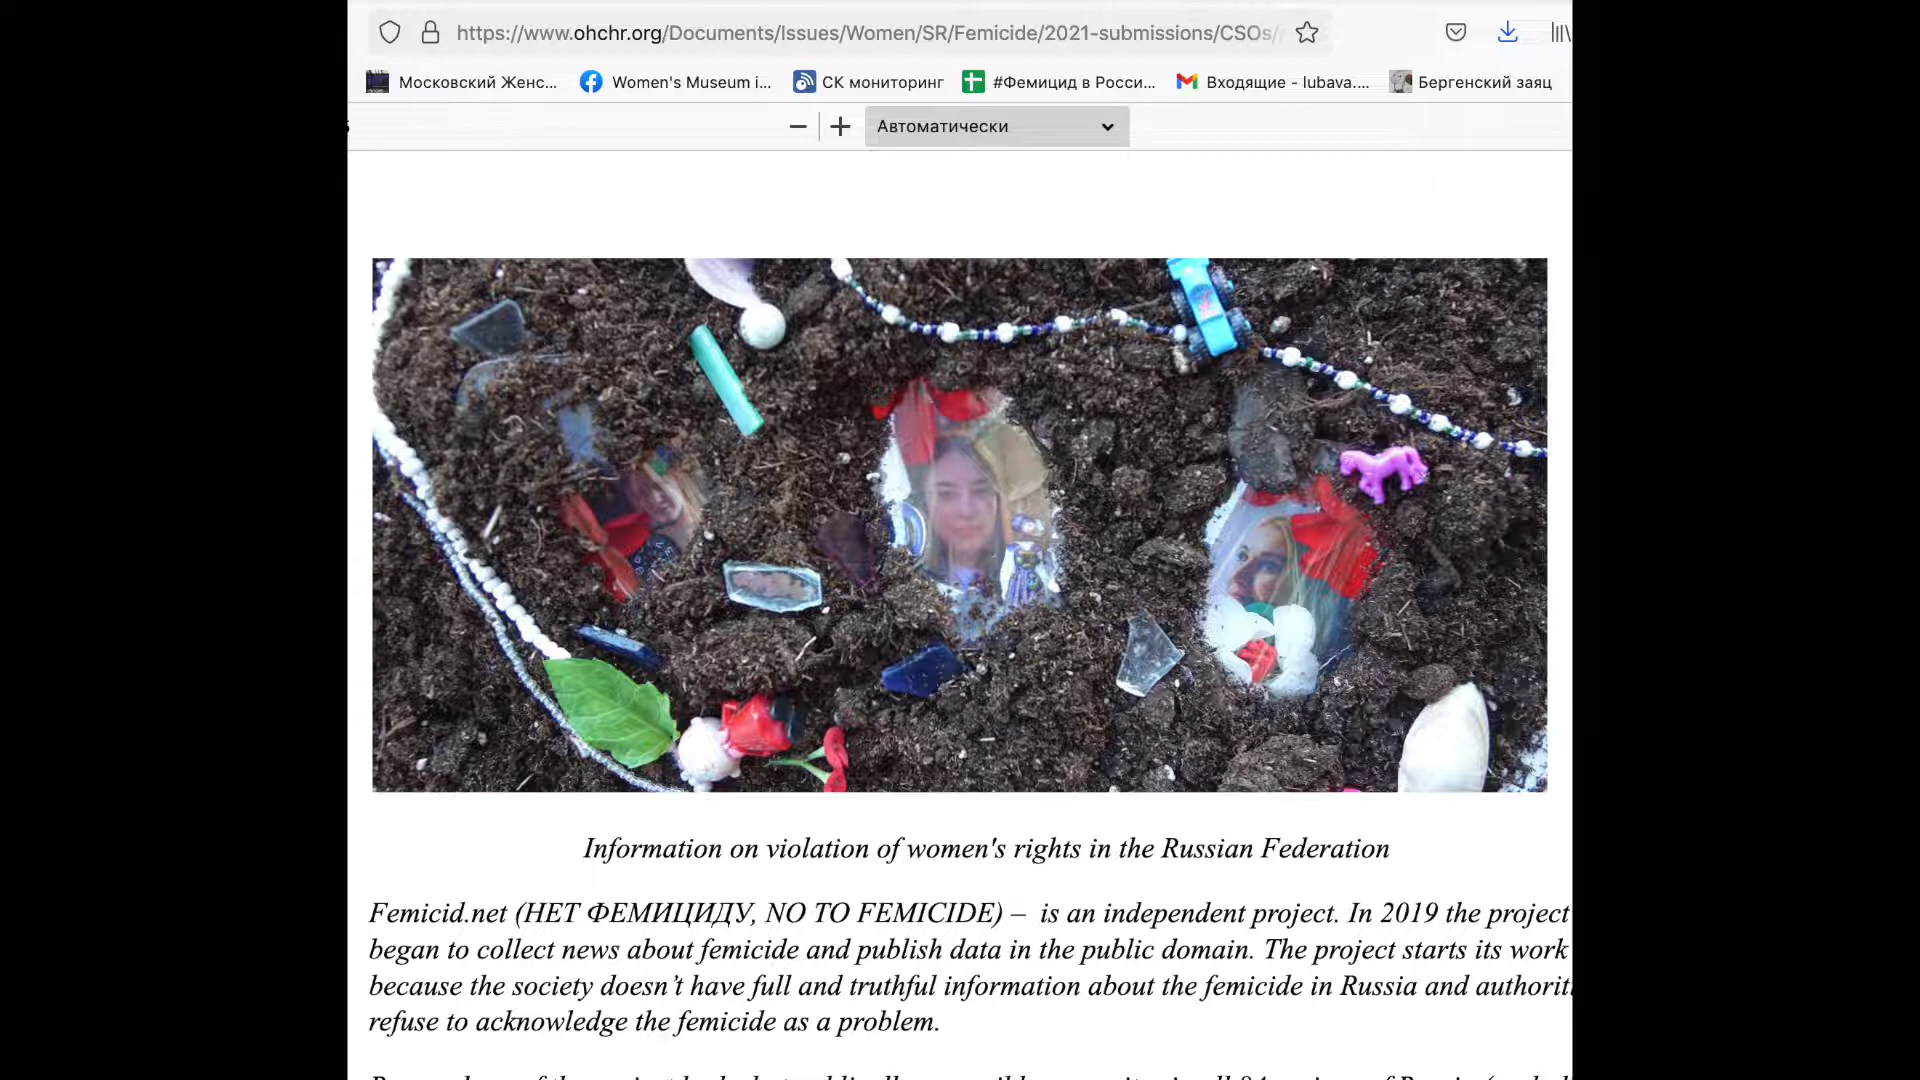 https://www.ohchr.org/Documents/Issues/Women/SR/Femicide/2021-submissions/CSOs/
Московский Женс... Women's Museum i... СК мониторинг #Фемицид в Росси... Входящие - lubava.... Бергенский заяц
Автоматически
Information on violation of women's rights in the Russian Federation
Femicid.net (НЕТ ФЕМИЦИДУ, NO TO FEMICIDE) – is an independent project. In 2019 the project
began to collect news about femicide and publish data in the public domain. The project starts its work
because the society doesn’t have full and truthful information about the femicide in Russia and authorit
refuse to acknowledge the femicide as a problem.